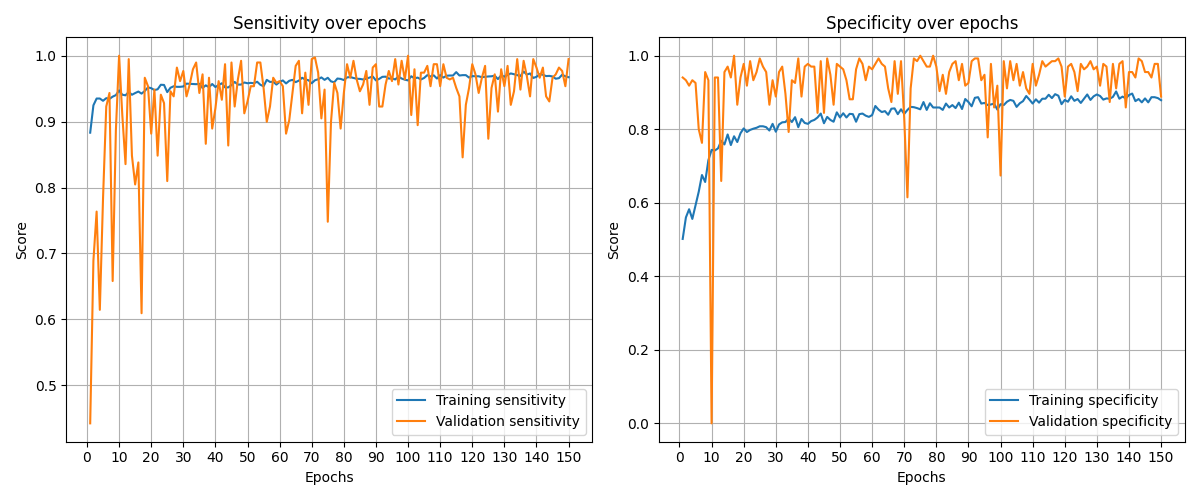 Sensitivity over epochs
Score
1.0
0.9
0.8
0.7
0.6
0.5
Training sensitivity
Validation sensitivity
0 10 20 30 40 50 60 70 80 90 100 110 120 130 140 150
Epochs
Specificity over epochs
Score
1.0
0.8
0.6
0.4
0.2
0.0
Training specificity
Validation specificity
0 10 20 30 40 50 60 70 80 90 100 110 120 130 140 150
Epochs